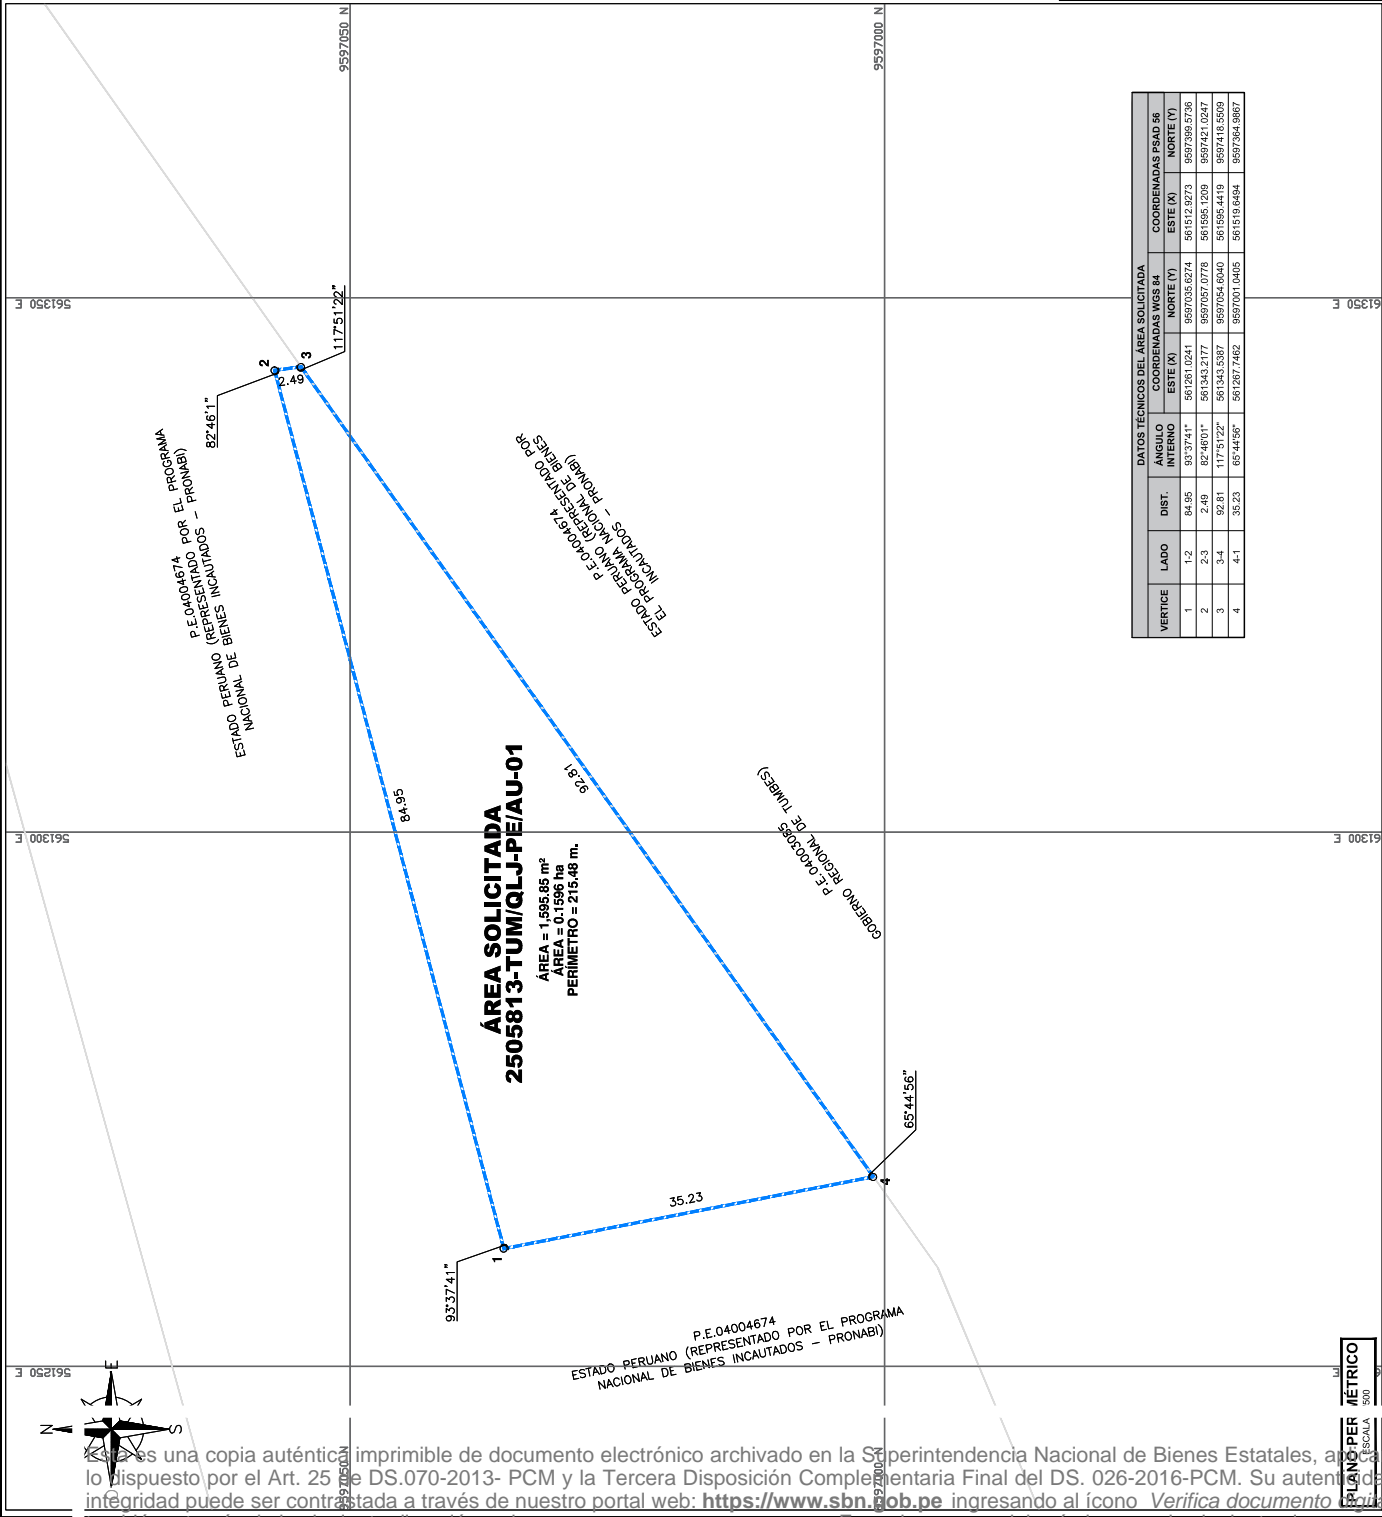 9597050 N
9597000 N
561350 E
561350 E
561300 E
561300 E
561250 E
9597050 N
9597000 N
N
S
E
2
3
1
4
82°46'1"
117°51'22"
93°37'41"
65°44'56"
2.49
84.95
92.81
35.23
P.E.04004674
ESTADO PERUANO (REPRESENTADO POR EL PROGRAMA
NACIONAL DE BIENES INCAUTADOS – PRONABI)
P.E.04004674
ESTADO PERUANO (REPRESENTADO POR
EL PROGRAMA NACIONAL DE BIENES
INCAUTADOS – PRONABI)
ÁREA SOLICITADA
2505813-TUM/QLJ-PE/AU-01
ÁREA = 1,595.85 m²
ÁREA = 0.1596 ha
PERÍMETRO = 215.48 m.
P.E.04003085
GOBIERNO REGIONAL DE TUMBES)
P.E.04004674
ESTADO PERUANO (REPRESENTADO POR EL PROGRAMA
NACIONAL DE BIENES INCAUTADOS – PRONABI)
DATOS TÉCNICOS DEL ÁREA SOLICITADA
VERTICE LADO DIST. ÁNGULO INTERNO COORDENADAS WGS 84 COORDENADAS PSAD 56
ESTE (X) NORTE (Y) ESTE (X) NORTE (Y)
1 1-2 84.95 93°37'41" 561261.0241 9597035.6274 561512.9273 9597399.5736
2 2-3 2.49 82°46'01" 561343.2177 9597057.0778 561595.1209 9597421.0247
3 3-4 92.81 117°51'22" 561343.5387 9597054.6040 561595.4419 9597418.5509
4 4-1 35.23 65°44'56" 561267.7462 9597001.0405 561519.6494 9597364.9867
PLANO PERIMÉTRICO
ESCALA
Esta es una copia auténtica imprimible de documento electrónico archivado en la Superintendencia Nacional de Bienes Estatales,
lo dispuesto por el Art. 25 de DS.070-2013- PCM y la Tercera Disposición Complementaria Final del DS. 026-2016-PCM. Su
integridad puede ser contrastada a través de nuestro portal web: https://www.sbn.gob.pe ingresando al ícono Verifica documento